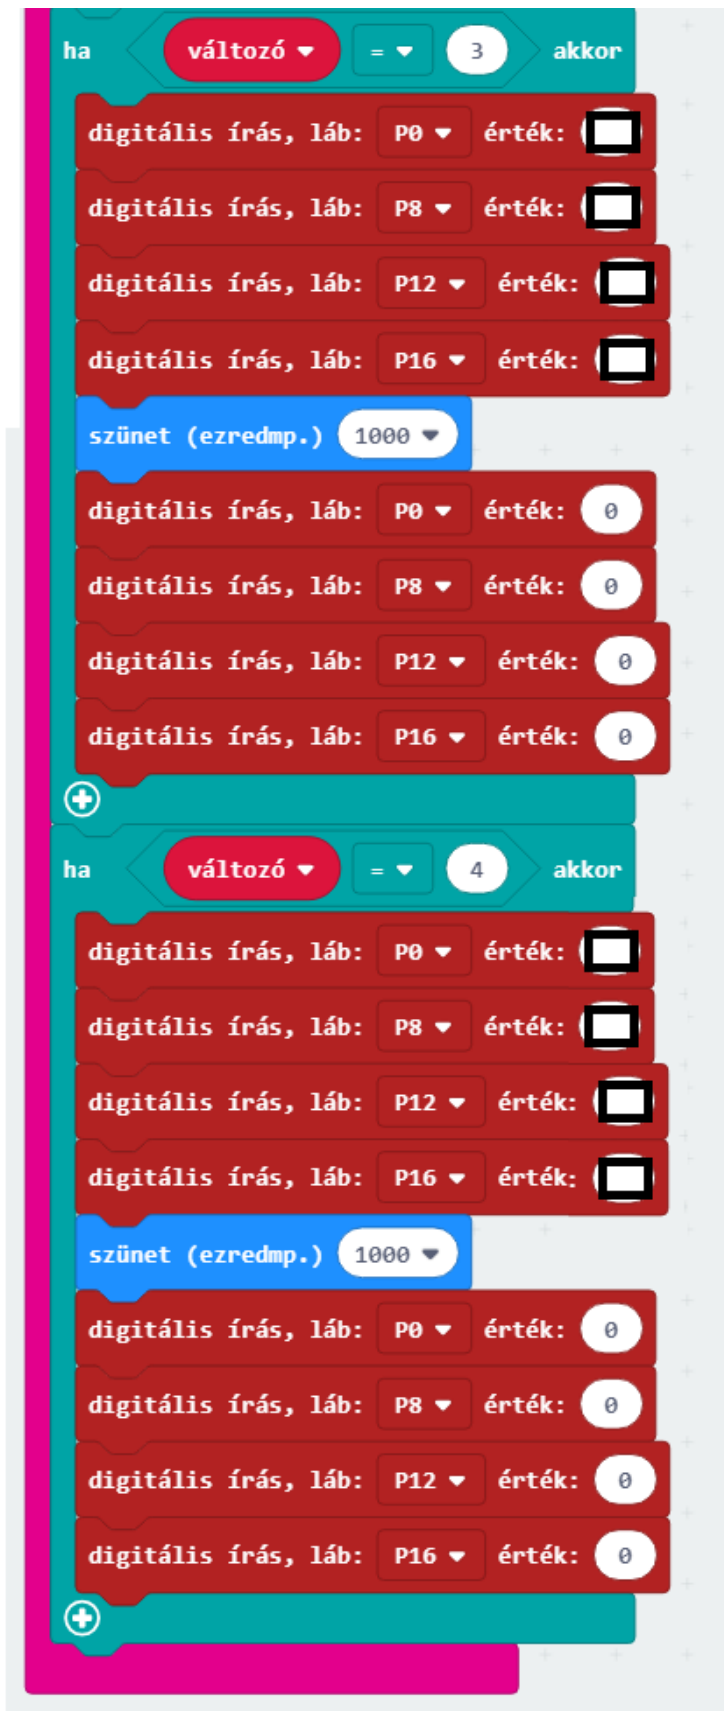 ha változó = 3 akkor
digitális írás, láb: P0 érték:
digitális írás, láb: P8 érték:
digitális írás, láb: P12 érték:
digitális írás, láb: P16 érték:
szünet (ezredmp.) 1000
digitális írás, láb: P0 érték: 0
digitális írás, láb: P8 érték: 0
digitális írás, láb: P12 érték: 0
digitális írás, láb: P16 érték: 0
ha változó = 4 akkor
digitális írás, láb: P0 érték:
digitális írás, láb: P8 érték:
digitális írás, láb: P12 érték:
digitális írás, láb: P16 érték:
szünet (ezredmp.) 1000
digitális írás, láb: P0 érték: 0
digitális írás, láb: P8 érték: 0
digitális írás, láb: P12 érték: 0
digitális írás, láb: P16 érték: 0